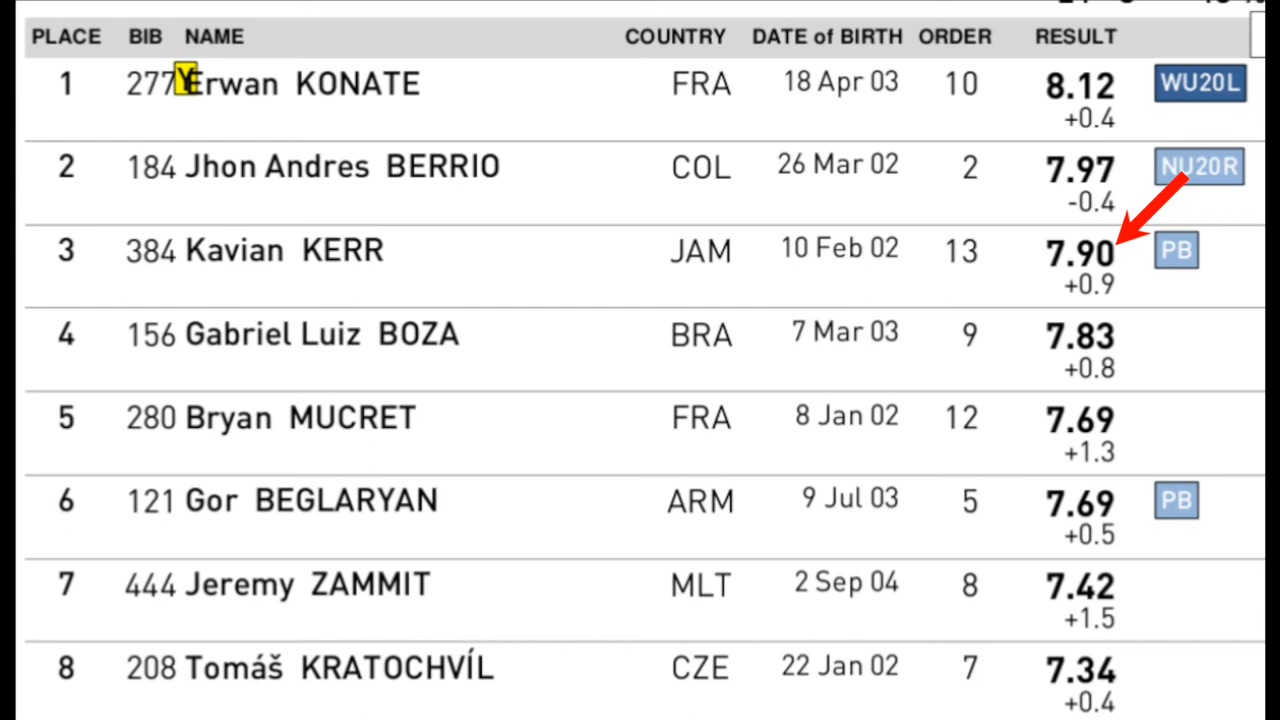 PLACE BIB NAME COUNTRY DATE of BIRTH ORDER RESULT
1 277 Y Erwan KONATE FRA 18 Apr 03 10 8.12 WU20L
+0.4
2 184 Jhon Andres BERRIO COL 26 Mar 02 2 7.97 NU20R
-0.4
3 384 Kavian KERR JAM 10 Feb 02 13 7.90 PB
+0.9
4 156 Gabriel Luiz BOZA BRA 7 Mar 03 9 7.83
+0.8
5 280 Bryan MUCRET FRA 8 Jan 02 12 7.69
+1.3
6 121 Gor BEGLARYAN ARM 9 Jul 03 5 7.69 PB
+0.5
7 444 Jeremy ZAMMIT MLT 2 Sep 04 8 7.42
+1.5
8 208 Tomáš KRATOCHVÍL CZE 22 Jan 02 7 7.34
+0.4